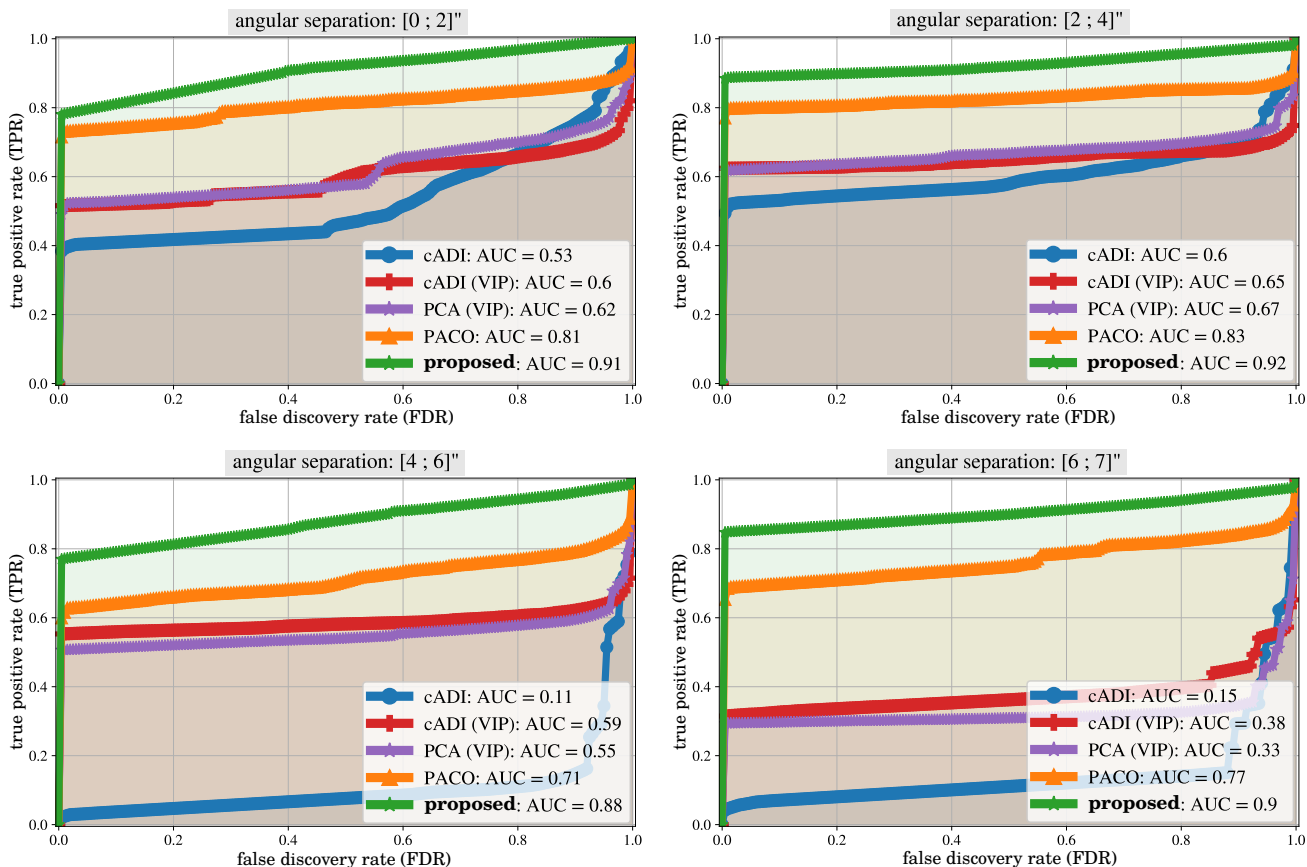 angular separation: [0 ; 2]"
true positive rate (TPR)
1.0
0.8
0.6
0.4
0.2
0.0
cADI: AUC = 0.53
cADI (VIP): AUC = 0.6
PCA (VIP): AUC = 0.62
PACO: AUC = 0.81
proposed: AUC = 0.91
0.0 0.2 0.4 0.6 0.8 1.0
false discovery rate (FDR)
angular separation: [2 ; 4]"
true positive rate (TPR)
1.0
0.8
0.6
0.4
0.2
0.0
cADI: AUC = 0.6
cADI (VIP): AUC = 0.65
PCA (VIP): AUC = 0.67
PACO: AUC = 0.83
proposed: AUC = 0.92
0.0 0.2 0.4 0.6 0.8 1.0
false discovery rate (FDR)
angular separation: [4 ; 6]"
true positive rate (TPR)
1.0
0.8
0.6
0.4
0.2
0.0
cADI: AUC = 0.11
cADI (VIP): AUC = 0.59
PCA (VIP): AUC = 0.55
PACO: AUC = 0.71
proposed: AUC = 0.88
0.0 0.2 0.4 0.6 0.8 1.0
false discovery rate (FDR)
angular separation: [6 ; 7]"
true positive rate (TPR)
1.0
0.8
0.6
0.4
0.2
0.0
cADI: AUC = 0.15
cADI (VIP): AUC = 0.38
PCA (VIP): AUC = 0.33
PACO: AUC = 0.77
proposed: AUC = 0.9
0.0 0.2 0.4 0.6 0.8 1.0
false discovery rate (FDR)